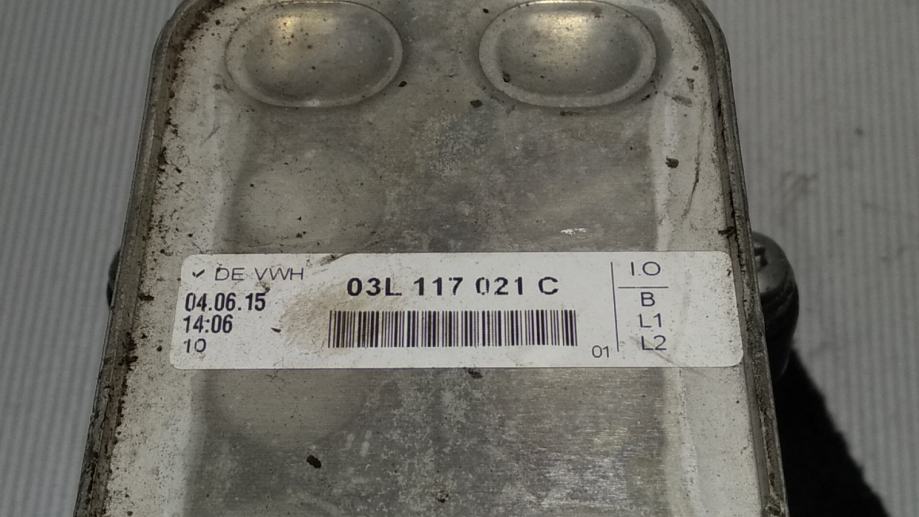 ✓ DE VWH
04.06.15
14:06
10
03L 117 021 C
01
I.O
B
L1
L2